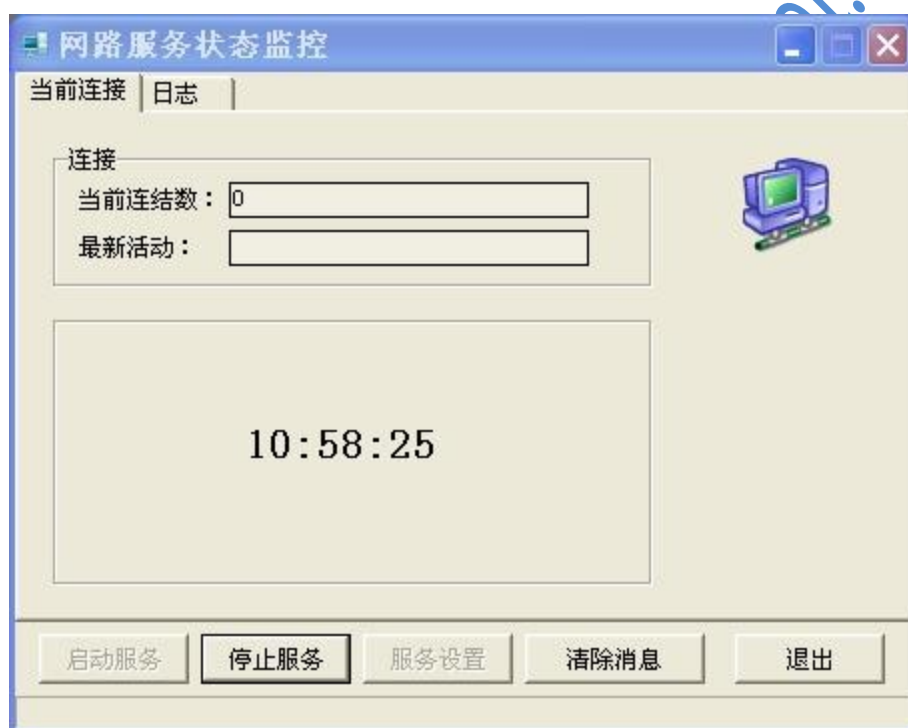 网路服务状态监控
当前连接 日志
连接
当前连结数：0
最新活动：
10:58:25
启动服务 停止服务 服务设置 清除消息 退出